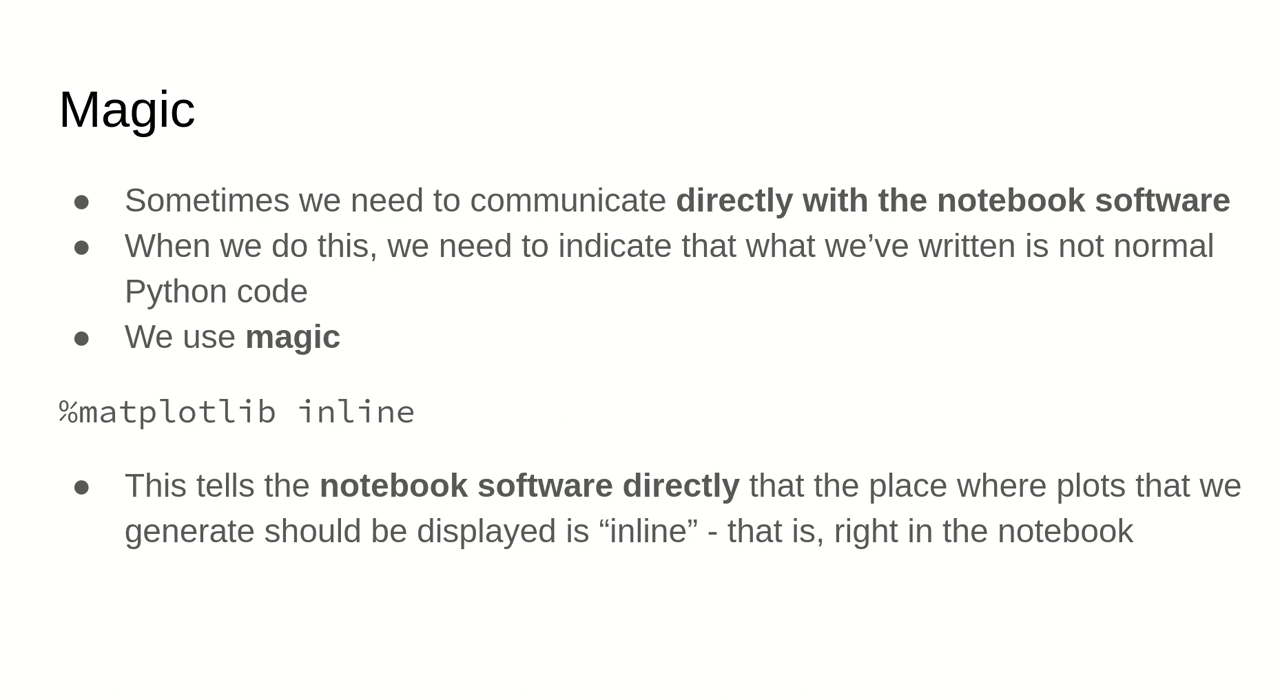 Magic
● Sometimes we need to communicate directly with the notebook software
● When we do this, we need to indicate that what we’ve written is not normal
Python code
● We use magic
%matplotlib inline
● This tells the notebook software directly that the place where plots that we
generate should be displayed is “inline” - that is, right in the notebook